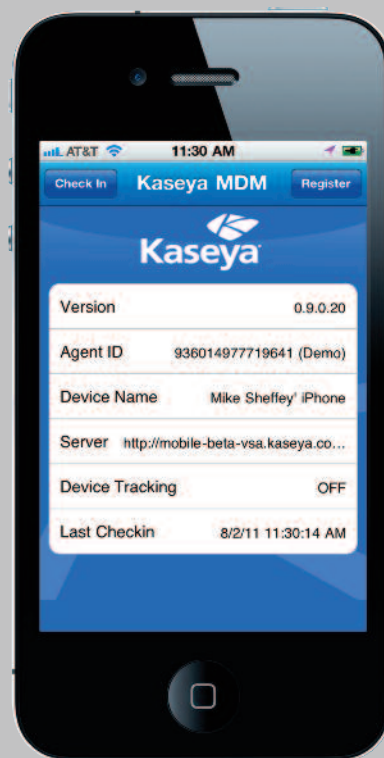 AT&T 11:30 AM
Check In Kaseya MDM Register
Kaseya
Version 0.9.0.20
Agent ID 936014977719641 (Demo)
Device Name Mike Sheffey' iPhone
Server http://mobile-beta-vsa.kaseya.co...
Device Tracking OFF
Last Checkin 8/2/11 11:30:14 AM